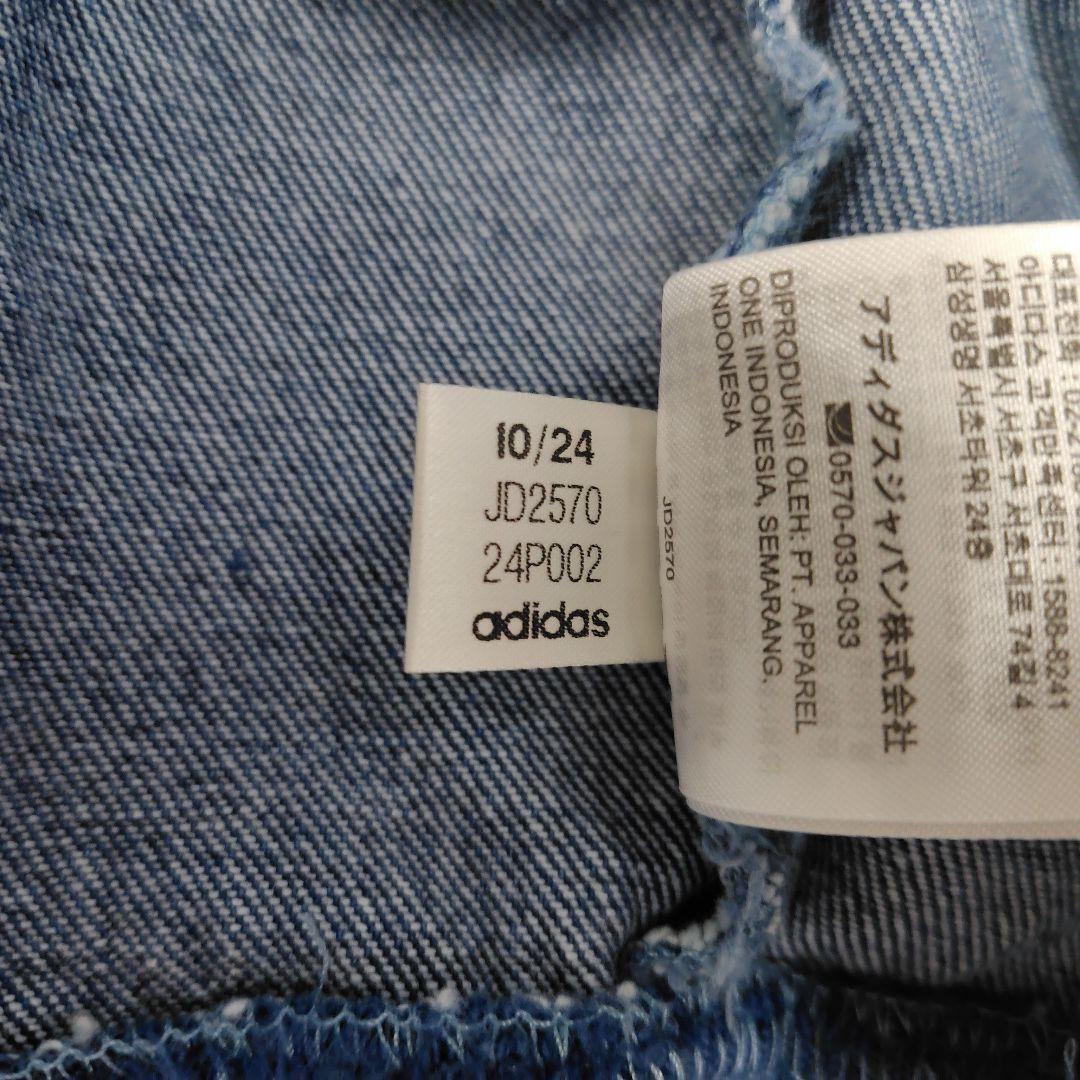 10/24
JD2570
24P002
adidas
JD2570
DIPRODUKSI OLEH: PT. APPAREL
ONE INDONESIA, SEMARANG.
INDONESIA
アディダスジャパン株式会社
0570-033-033
아디다스 고객만족센터: 1588-8241
서울특별시 서초구 서초대로 74길 4
삼성생명 서초타워 24층